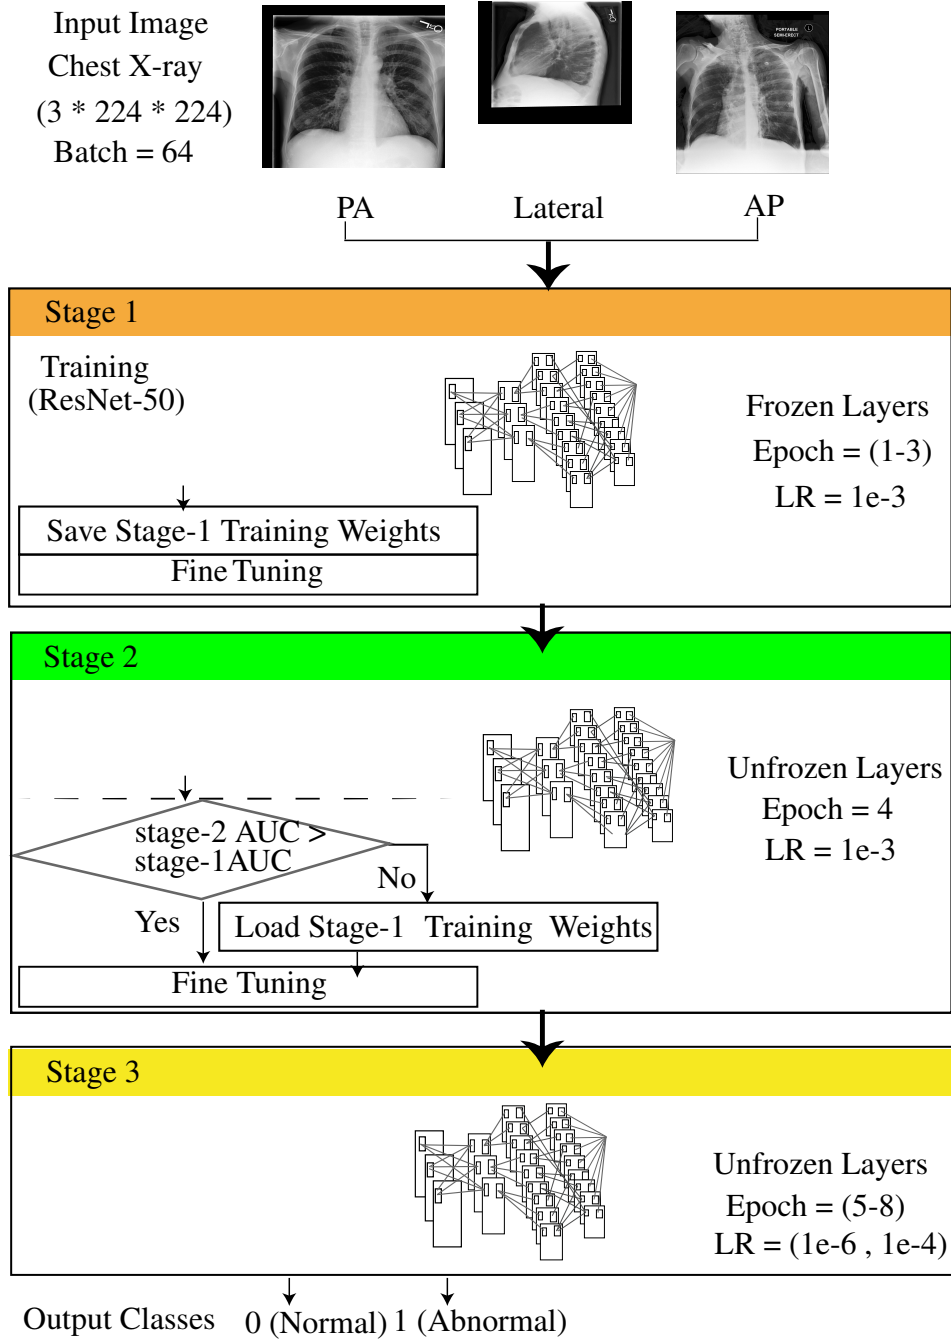 Input Image
Chest X-ray
(3 * 224 * 224)
Batch = 64
PORTABLE
SEMI-ERECT
L
PA
Lateral
AP
Stage 1
Training
(ResNet-50)
Frozen Layers
Epoch = (1-3)
LR = 1e-3
Save Stage-1 Training Weights
Fine Tuning
Stage 2
Unfrozen Layers
Epoch = 4
LR = 1e-3
stage-2 AUC >
stage-1AUC
No
Yes
Load Stage-1 Training Weights
Fine Tuning
Stage 3
Unfrozen Layers
Epoch = (5-8)
LR = (1e-6 , 1e-4)
Output Classes 0 (Normal) 1 (Abnormal)